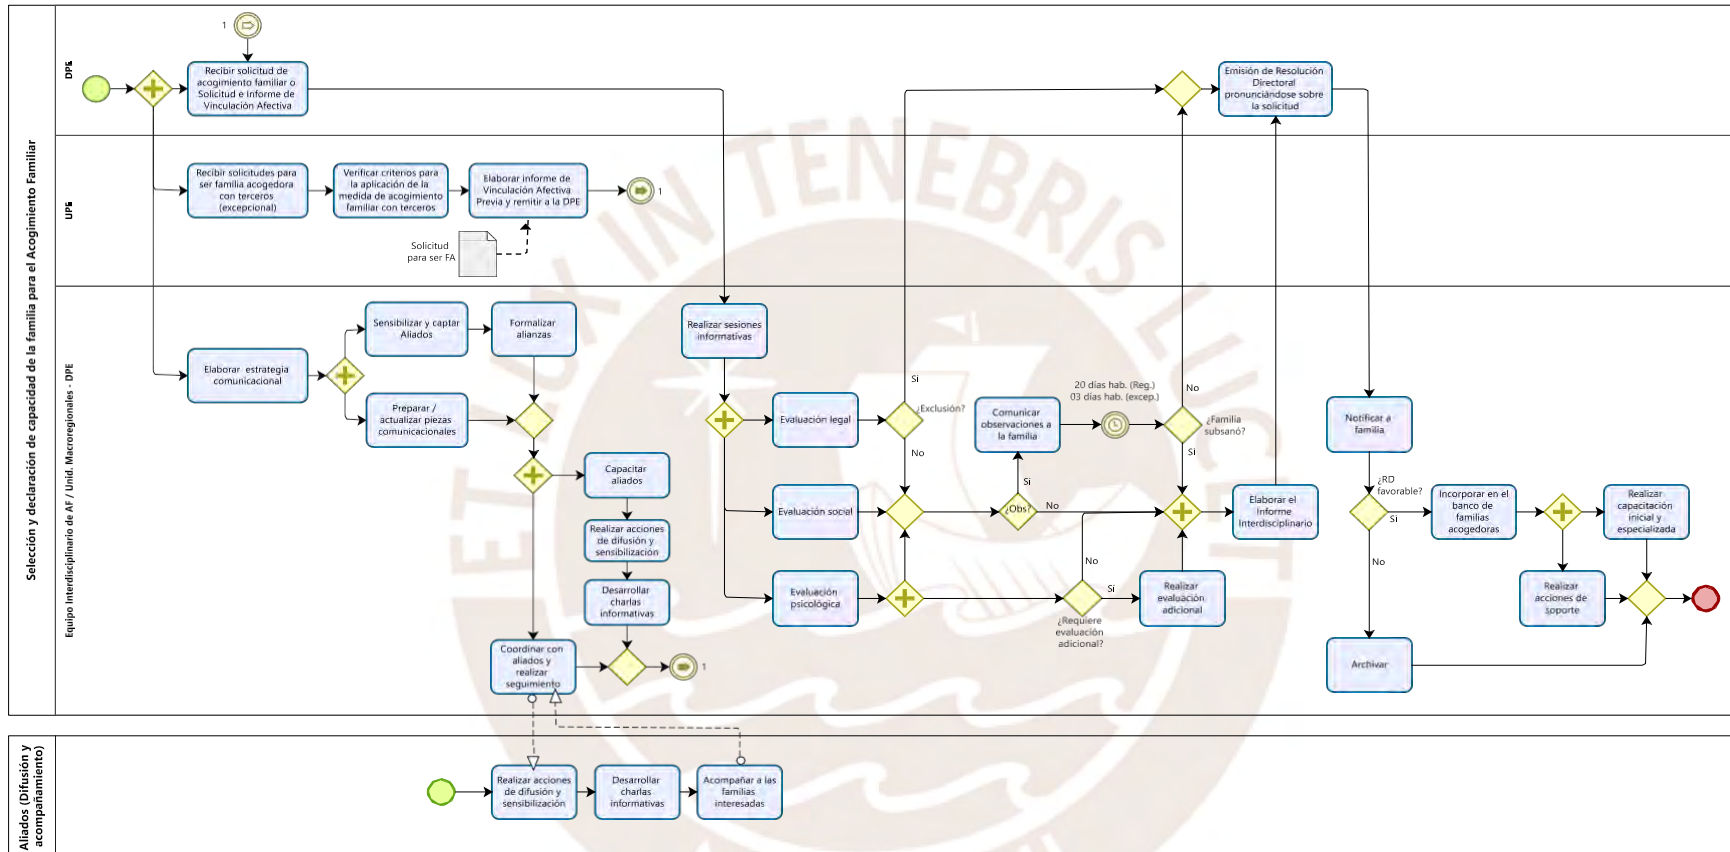 Selección y declaración de capacidad de la familia para el Acogimiento Familiar
DPE
1
Recibir solicitud de
acogimiento familiar o
Solicitud e informe de
Vinculación Afectiva
Emisión de Resolución
Directoral
pronunciándose sobre
la solicitud
UPE
Recibir solicitudes para
ser familia acogedora
con terceros
(excepcional)
Verificar criterios para
la aplicación de la
medida de acogimiento
familiar con terceros
Elaborar informe de
Vinculación Afectiva
Previa y remitir a la DPE
1
Solicitud
para ser FA
Equipo Interdisciplinario de AF / Unid. Macroregionales - DPE
Elaborar estrategia
comunicacional
Sensibilizar y captar
Aliados
Formalizar
alianzas
Preparar /
actualizar piezas
comunicacionales
Capacitar
aliados
Realizar acciones
de difusión y
sensibilización
Desarrollar
charlas
informativas
Coordinar con
aliados y
realizar
seguimiento
1
Realizar sesiones
informativas
Evaluación legal
Evaluación social
Evaluación
psicológica
¿Exclusión?
Si
No
Comunicar
observaciones a
la familia
¿Obs?
Si
No
20 días hab. (Reg.)
03 días hab. (excep.)
No
¿Familia
subsanó?
Si
¿Requiere
evaluación
adicional?
No
Si
Realizar
evaluación
adicional
Elaborar el
Informe
Interdisciplinario
Notificar a
familia
¿RD
favorable?
Si
No
Incorporar en el
banco de
familias
acogedoras
Realizar
capacitación
inicial y
especializada
Realizar
acciones de
soporte
Archivar
Aliados (Difusión y
acompañamiento)
Realizar acciones
de difusión y
sensibilización
Desarrollar
charlas
informativas
Acompañar a las
familias
interesadas
ET LUX IN TENEBRIS LUCET